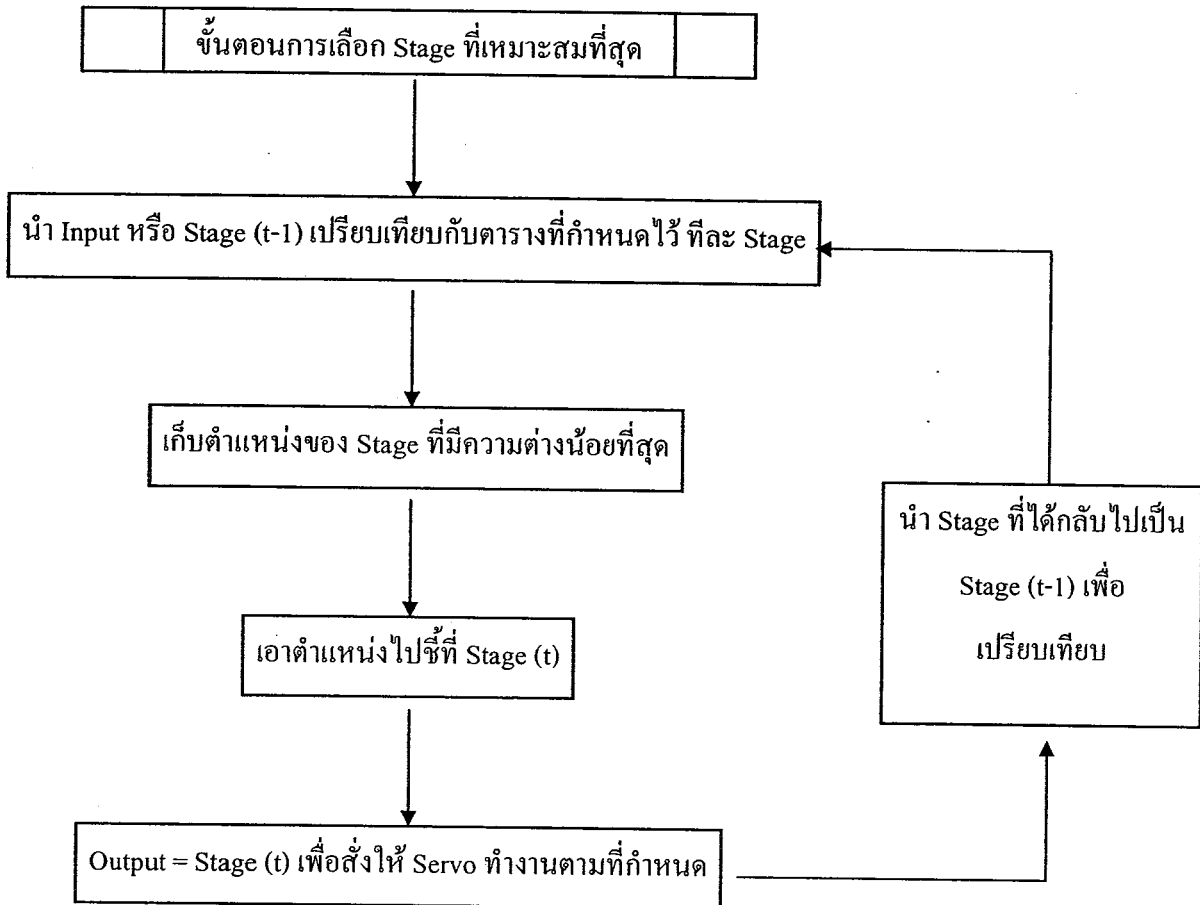 ขั้นตอนการเลือก Stage ที่เหมาะสมที่สุด
นำ Input หรือ Stage (t-1) เปรียบเทียบกับตารางที่กำหนดไว้ ทีละ Stage
เก็บตำแหน่งของ Stage ที่มีความต่างน้อยที่สุด
เอาตำแหน่งไปชี้ที่ Stage (t)
Output = Stage (t) เพื่อสั่งให้ Servo ทำงานตามที่กำหนด
นำ Stage ที่ได้กลับไปเป็น
Stage (t-1) เพื่อ
เปรียบเทียบ